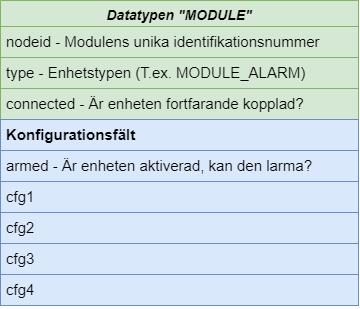 Datatypen "MODULE"
nodeid - Modulens unika identifikationsnummer
type - Enhetstypen (T.ex. MODULE_ALARM)
connected - Är enheten fortfarande kopplad?
Konfigurationsfält
armed - Är enheten aktiverad, kan den larma?
cfg1
cfg2
cfg3
cfg4